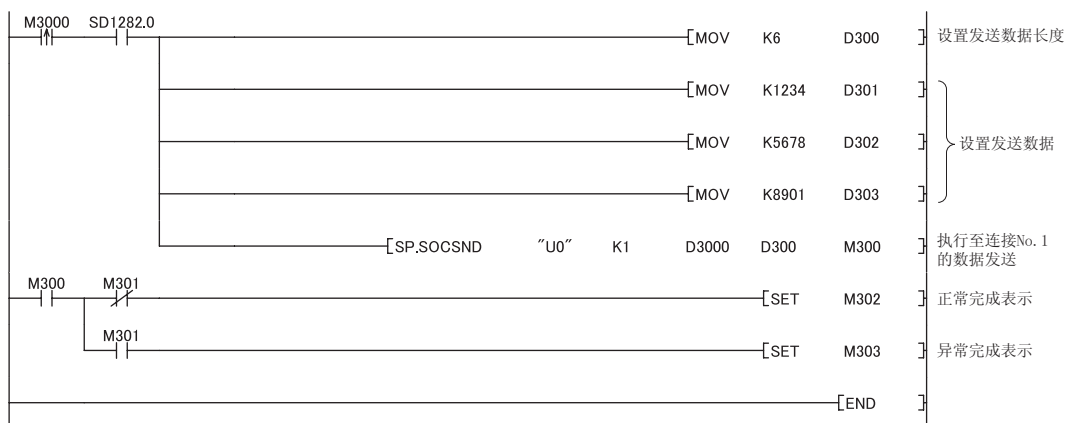 M3000 SD1282.0
[MOV K6 D300 ] 设置发送数据长度
[MOV K1234 D301 ]
[MOV K5678 D302 ] 设置发送数据
[MOV K8901 D303 ]
[SP.SOCSND "U0" K1 D3000 D300 M300 ] 执行至连接No.1
的数据发送
M300 M301
[SET M302 ] 正常完成表示
M301
[SET M303 ] 异常完成表示
[END ]